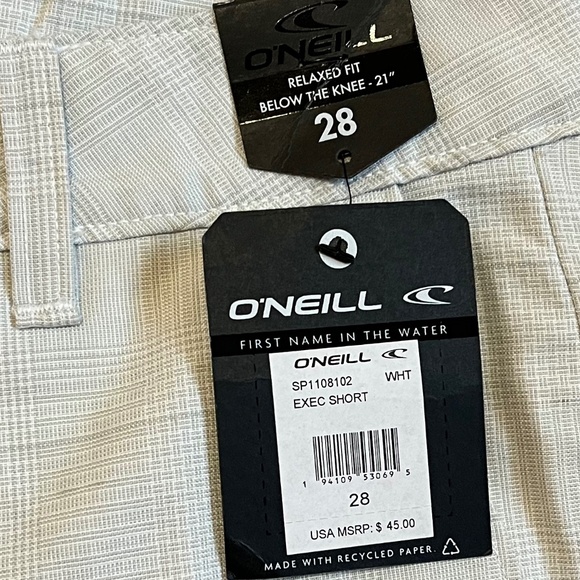 O'NEILL
RELAXED FIT
BELOW THE KNEE - 21"
28
O'NEILL
FIRST NAME IN THE WATER
O'NEILL
SP1108102 WHT
EXEC SHORT
1 94109 53069 5
28
USA MSRP: $ 45.00
MADE WITH RECYCLED PAPER.